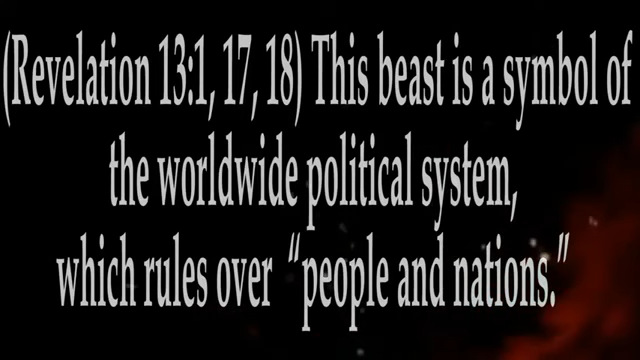 (Revelation 13:1, 17, 18) This beast is a symbol of
the worldwide political system,
which rules over “people and nations.”